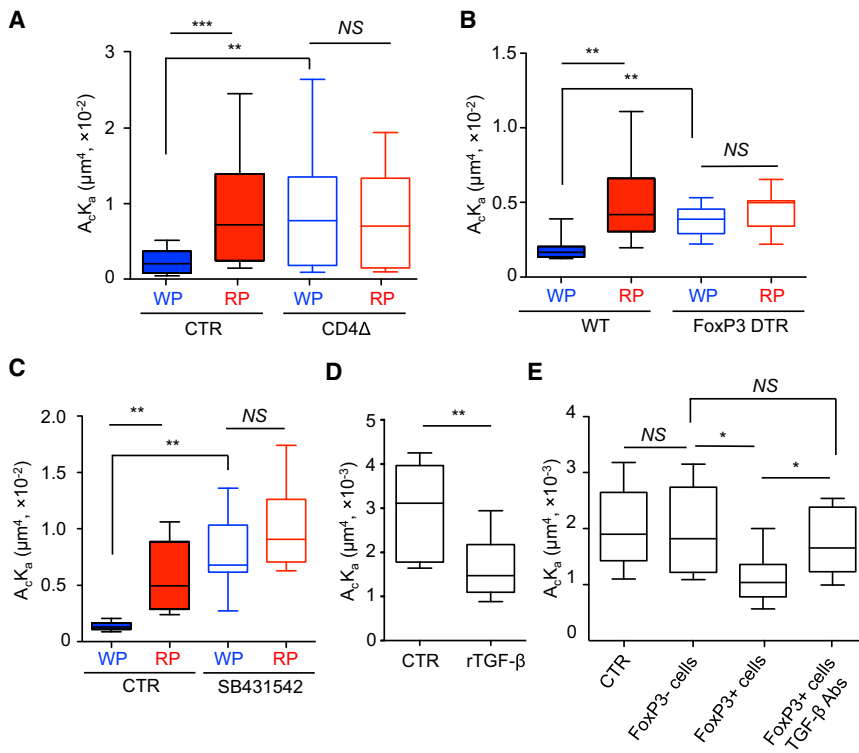 A
***
NS
**
3
2
1
0
AcKa (µm⁴, ×10⁻²)
WP RP WP RP
CTR CD4Δ
B
**
**
NS
1.5
1.0
0.5
0
AcKa (µm⁴, ×10⁻²)
WP RP WP RP
WT FoxP3 DTR
C
**
NS
**
2.0
1.5
1.0
0.5
0
AcKa (µm⁴, ×10⁻²)
WP RP WP RP
CTR SB431542
D
**
5
4
3
2
1
0
AcKa (µm⁴, ×10⁻³)
CTR rTGF-β
E
NS
NS
*
*
4
3
2
1
0
AcKa (µm⁴, ×10⁻³)
CTR
FoxP3- cells
FoxP3+ cells
FoxP3+ cells
TGF-β Abs